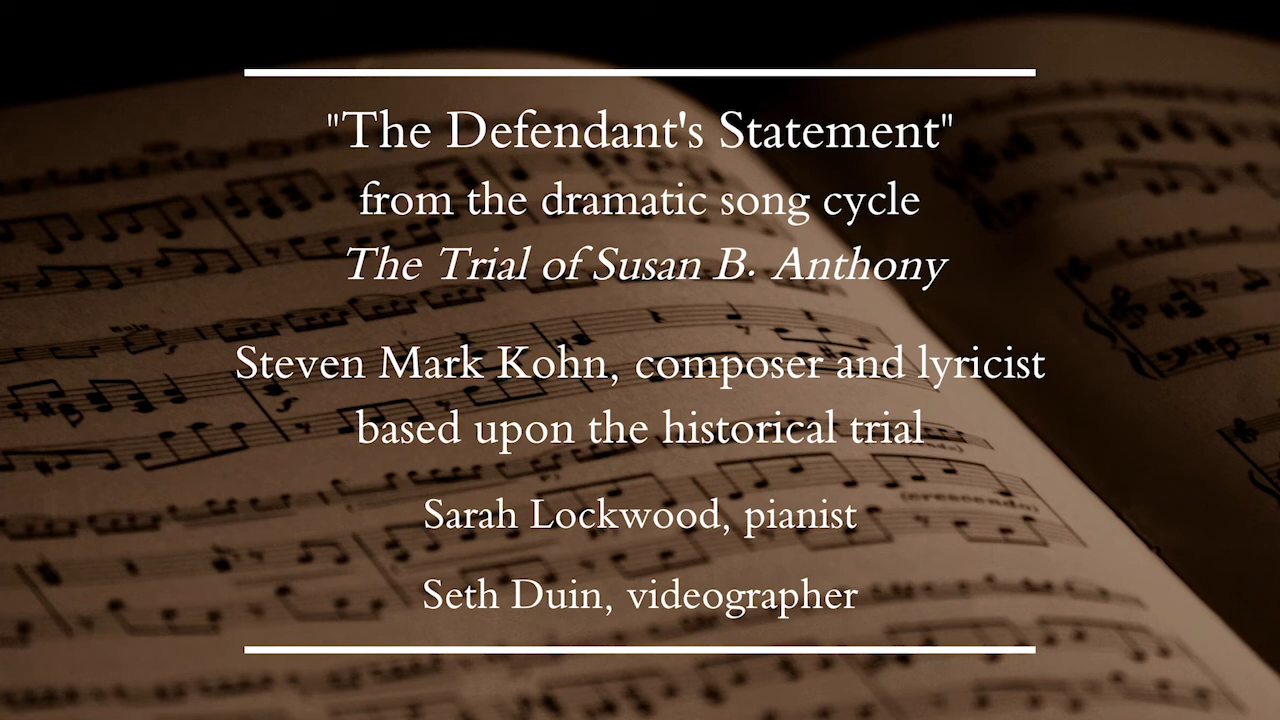 "The Defendant's Statement"
from the dramatic song cycle
The Trial of Susan B. Anthony
Steven Mark Kohn, composer and lyricist
based upon the historical trial
Sarah Lockwood, pianist
Seth Duin, videographer
(crescendo)